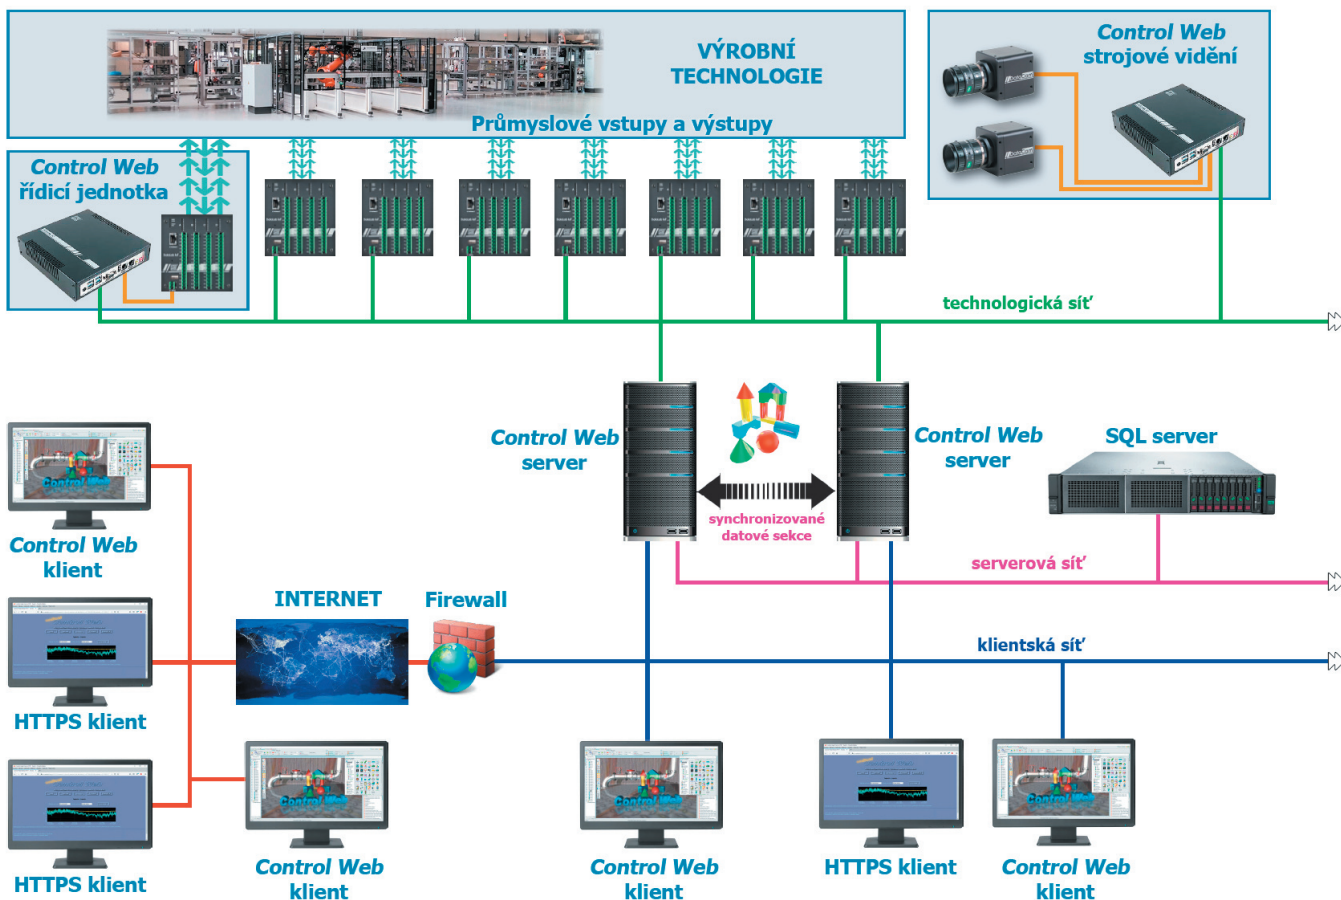 VÝROBNÍ
TECHNOLOGIE
Průmyslové vstupy a výstupy
Control Web
strojové vidění
Control Web
řídicí jednotka
technologická síť
Control Web
server
Control Web
server
SQL server
synchronizované
datové sekce
serverová síť
Control Web
klient
INTERNET
Firewall
klientská síť
HTTPS klient
HTTPS klient
Control Web
klient
Control Web
klient
HTTPS klient
Control Web
klient